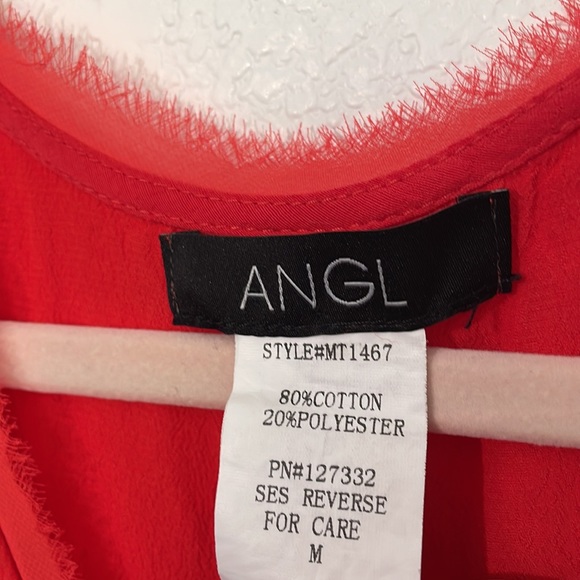 ANGL
STYLE#MT1467
80%COTTON
20%POLYESTER
PN#127332
SES REVERSE
FOR CARE
M